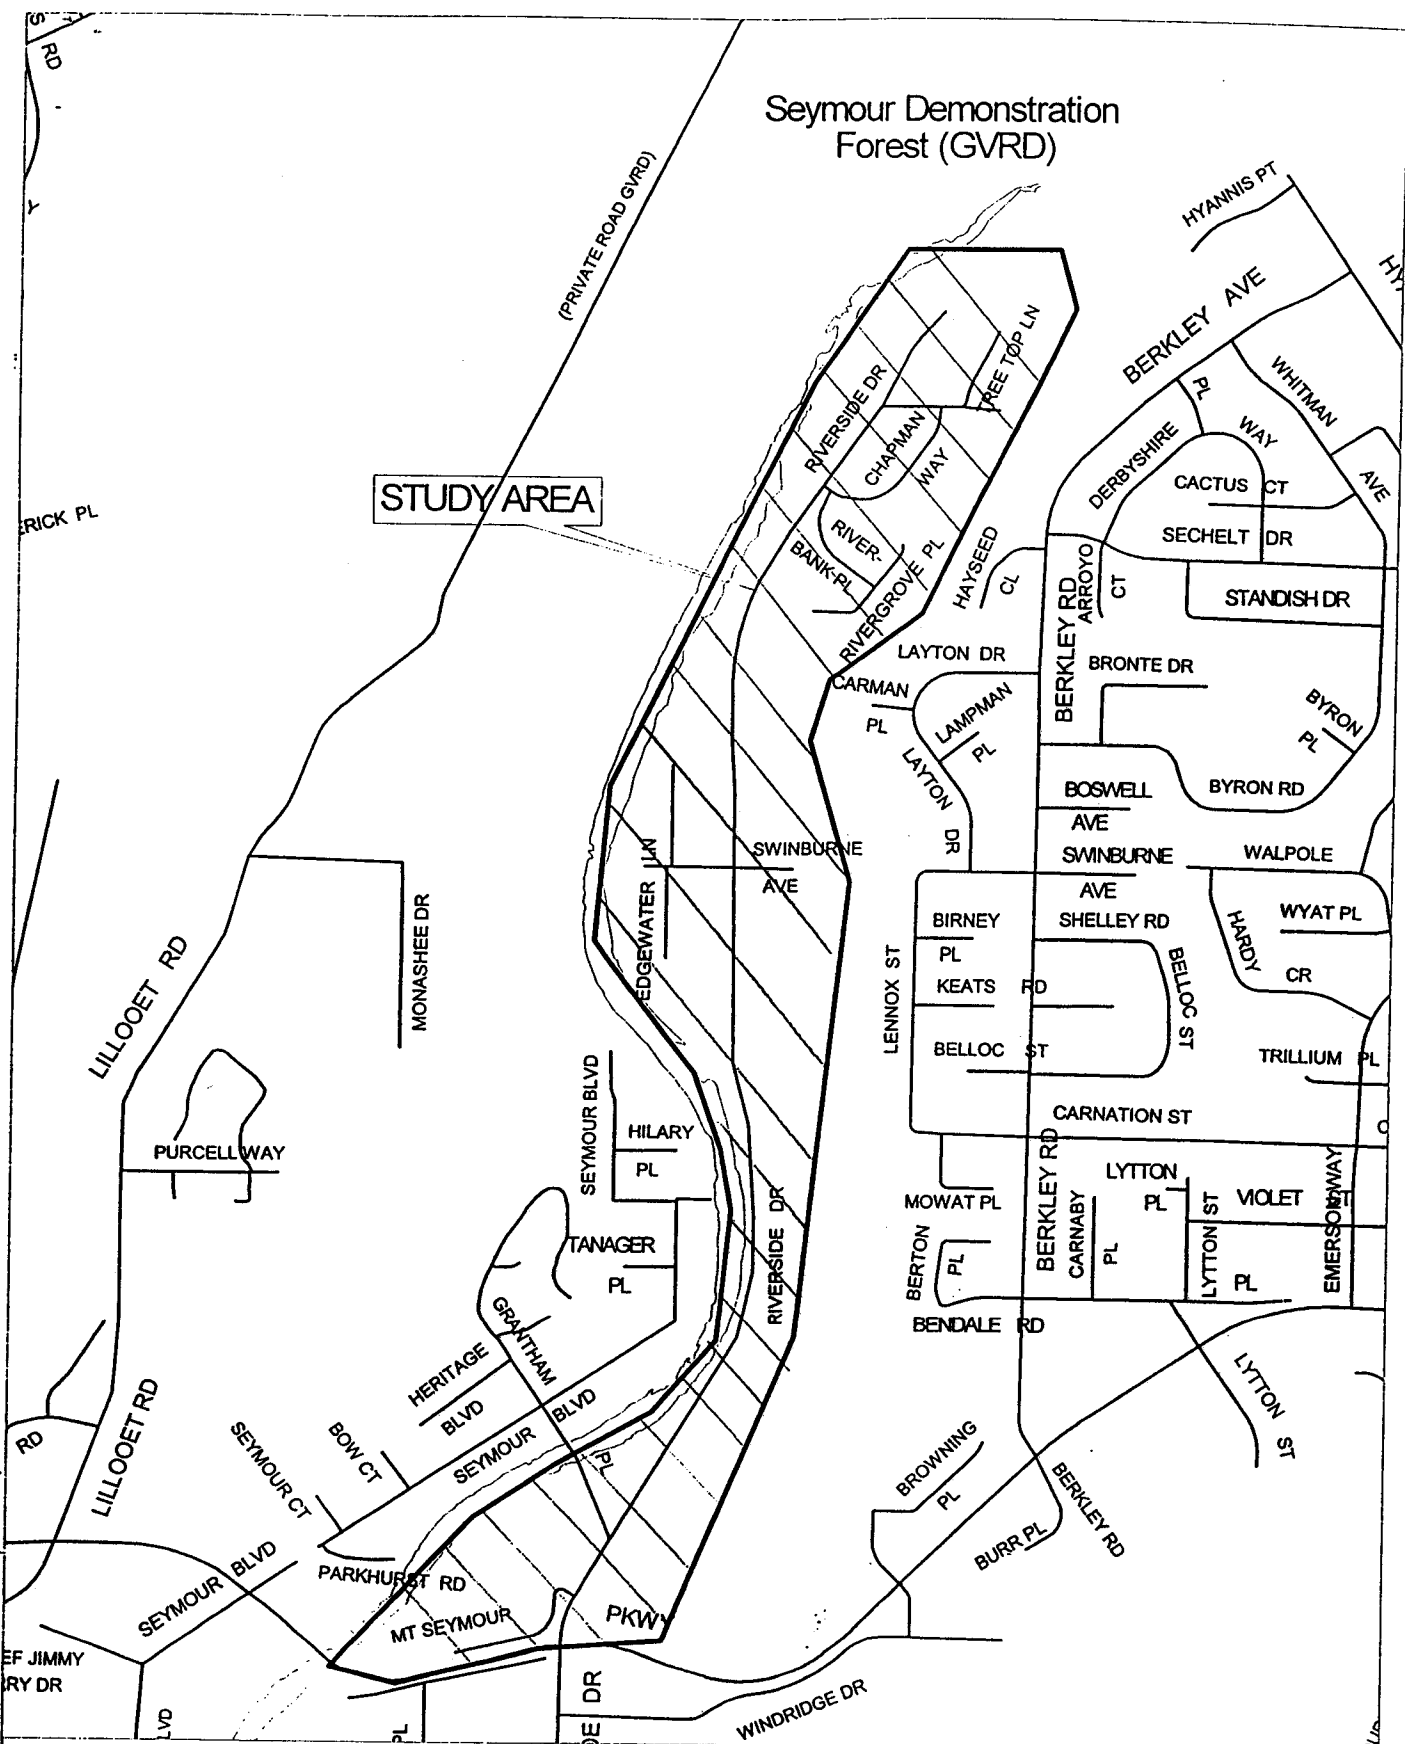 S
RD
Y
Seymour Demonstration
Forest (GVRD)
(PRIVATE ROAD GVRD)
HYANNIS PT
BERKLEY AVE
TREE TOP LN
RIVERSIDE DR
CHAPMAN
WAY
PL
WHITMAN
AVE
DERBYSHIRE
WAY
CACTUS CT
SECHELT DR
STUDY AREA
ERICK PL
RIVER-
BANK-PL
RIVERGROVE PL
HAYSEED
CL
BERKLEY RD
ARROYO
CT
STANDISH DR
LAYTON DR
BRONTE DR
CARMAN
PL
LAMPMAN
PL
BYRON
PL
LAYTON
DR
BOSWELL
AVE
BYRON RD
SWINBURNE
AVE
SWINBURNE
AVE
WALPOLE
EDGEWATER LN
BIRNEY
PL
SHELLEY RD
WYAT PL
HARDY
CR
MONASHEE DR
LILLOOET RD
LENNOX ST
KEATS RD
BELLOC ST
BELLOC ST
TRILLIUM PL
SEYMOUR BLVD
HILARY
PL
CARNATION ST
PURCELL WAY
MOWAT PL
BERKLEY RD
LYTTON
PL
VIOLET ST
EMERSON WAY
CARNABY
PL
LYTTON ST
PL
RIVERSIDE DR
TANAGER
PL
BERTON
PL
BENDALE RD
GRANTHAM
PL
HERITAGE
BLVD
LYTTON ST
LILLOOET RD
RD
BOW CT
SEYMOUR CT
SEYMOUR BLVD
BROWNING
PL
BERKLEY RD
BURR PL
SEYMOUR BLVD
PARKHURST RD
MT SEYMOUR
PKWY
EF JIMMY
RRY DR
LVD
PL
DE DR
WINDRIDGE DR